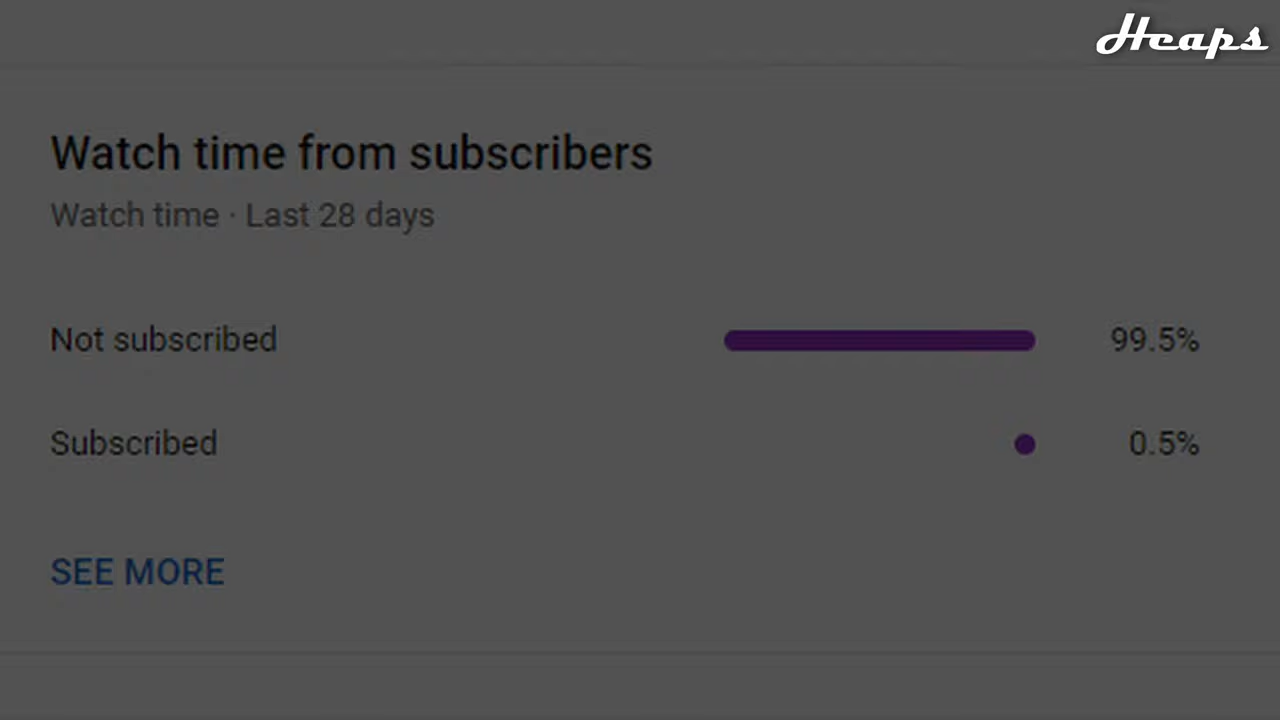 Heaps
Watch time from subscribers
Watch time · Last 28 days
Not subscribed 99.5%
Subscribed 0.5%
SEE MORE